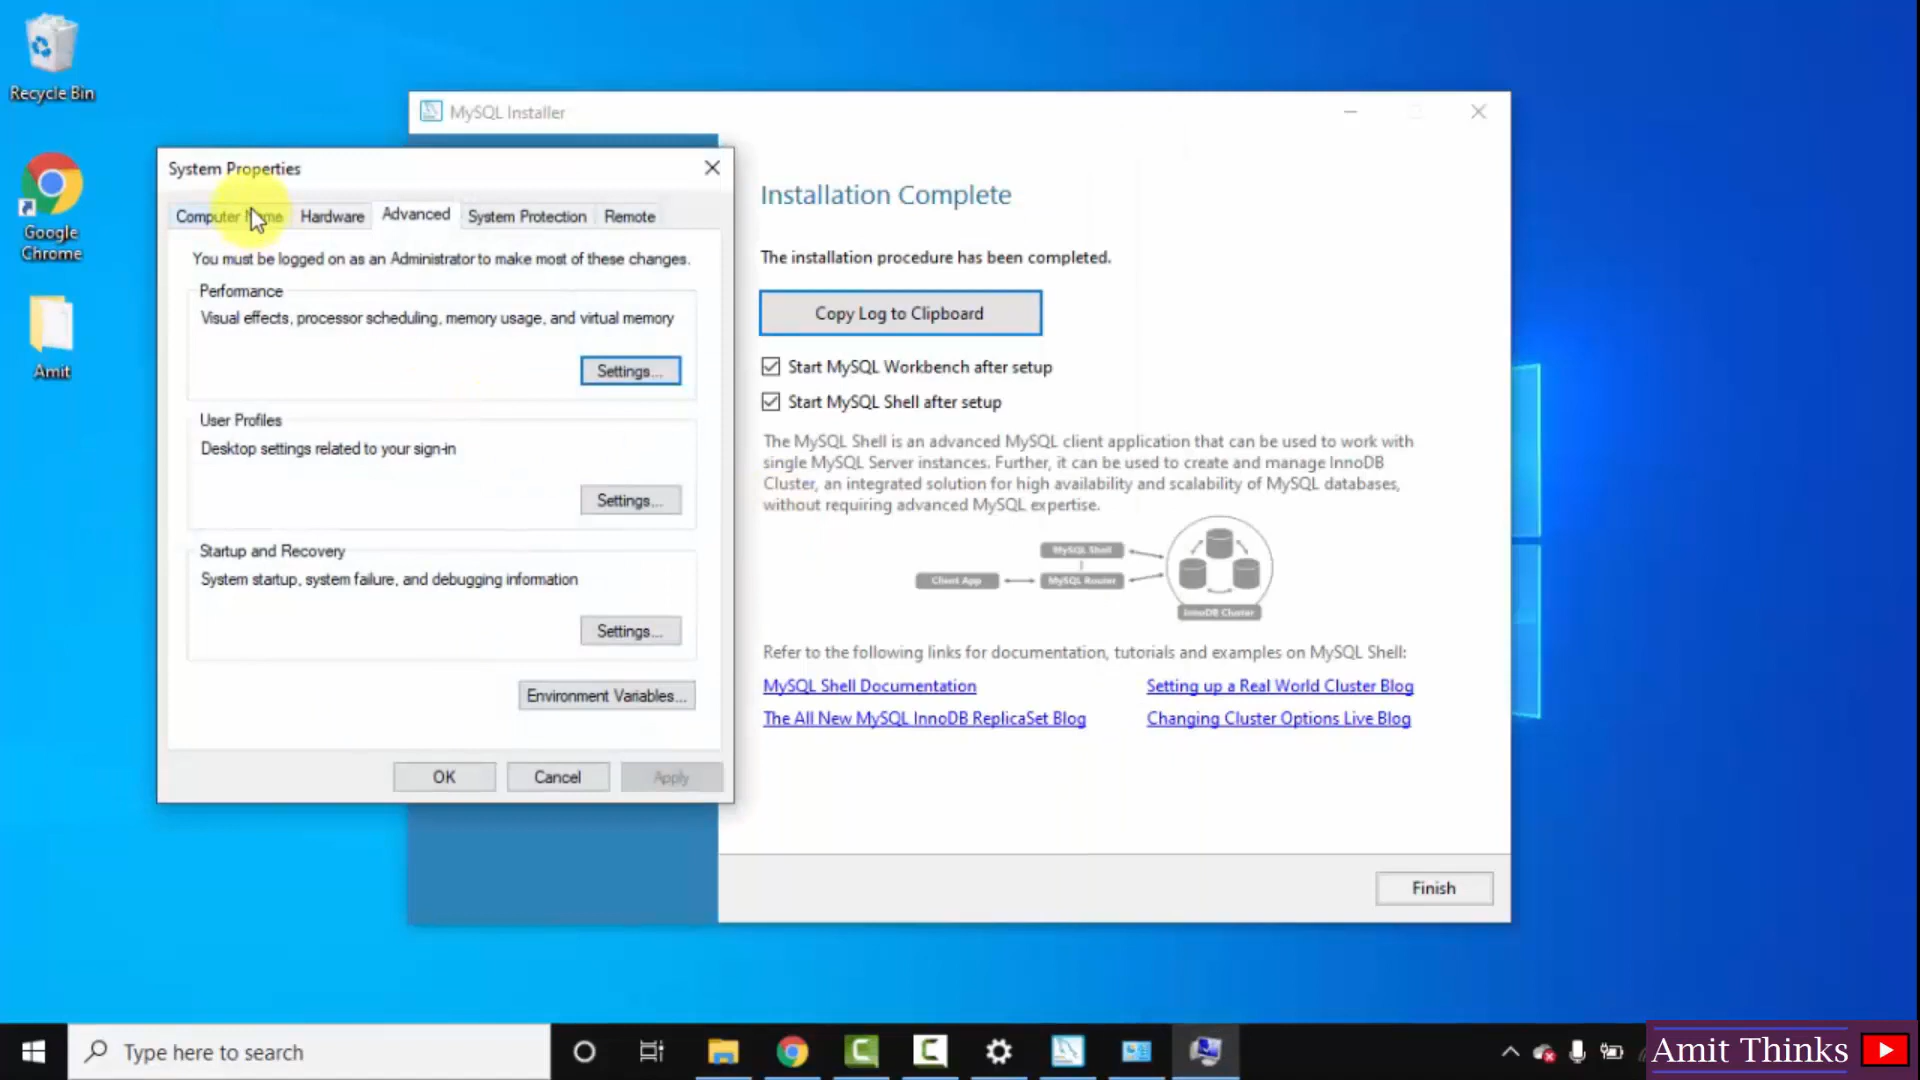 Recycle Bin
Google
Chrome
Amit
MySQL Installer
System Properties
Computer Name
Hardware
Advanced
System Protection
Remote
You must be logged on as an Administrator to make most of these changes.
Performance
Visual effects, processor scheduling, memory usage, and virtual memory
Settings...
User Profiles
Desktop settings related to your sign-in
Settings...
Startup and Recovery
System startup, system failure, and debugging information
Settings...
Environment Variables...
OK
Cancel
Apply
Installation Complete
The installation procedure has been completed.
Copy Log to Clipboard
Start MySQL Workbench after setup
Start MySQL Shell after setup
The MySQL Shell is an advanced MySQL client application that can be used to work with
single MySQL Server instances. Further, it can be used to create and manage InnoDB
Cluster, an integrated solution for high availability and scalability of MySQL databases,
without requiring advanced MySQL expertise.
MySQL Shell
Client App
MySQL Router
InnoDB Cluster
Refer to the following links for documentation, tutorials and examples on MySQL Shell:
MySQL Shell Documentation
Setting up a Real World Cluster Blog
The All New MySQL InnoDB ReplicaSet Blog
Changing Cluster Options Live Blog
Finish
Type here to search
Amit Thinks